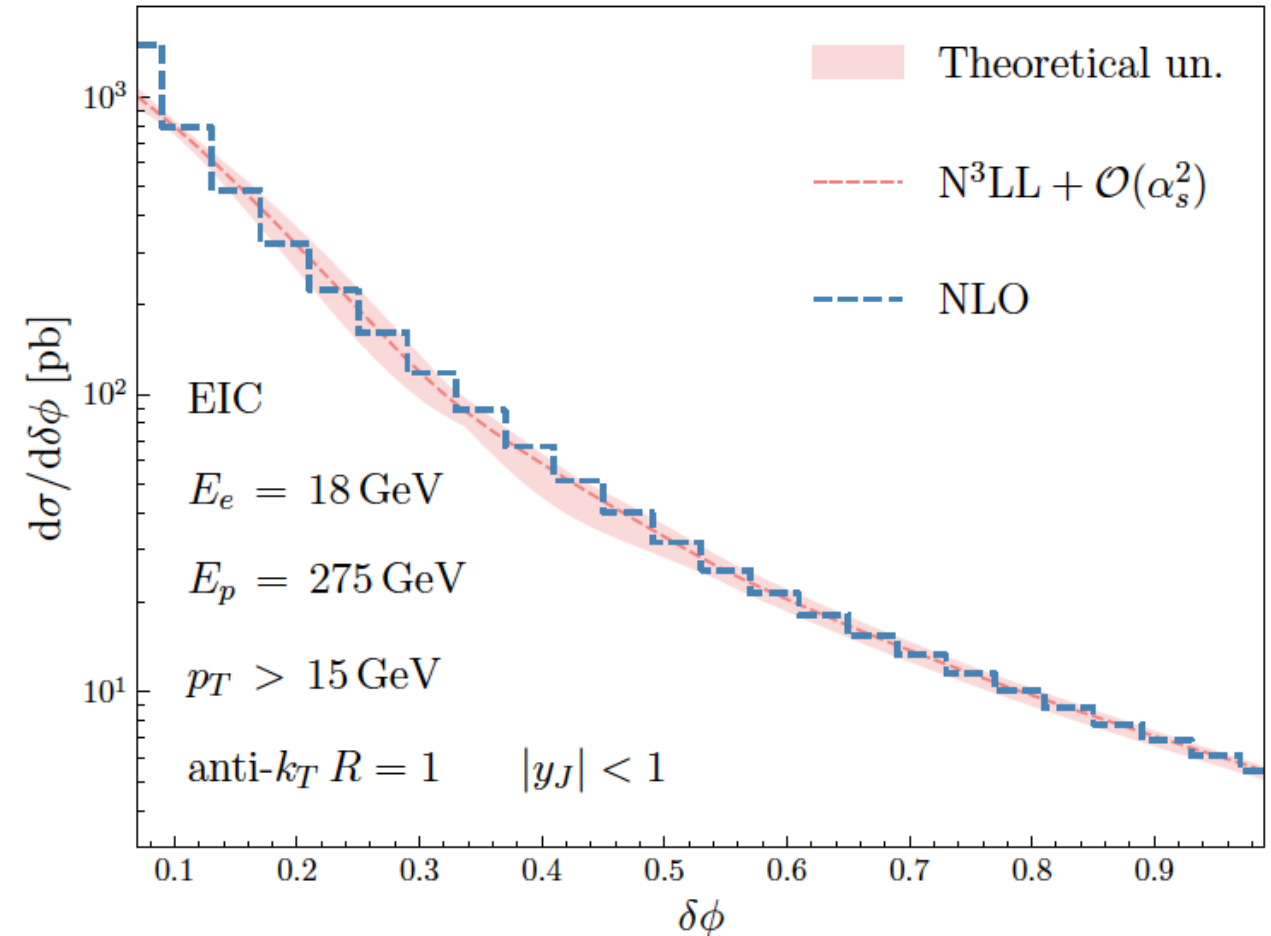 Theoretical un.
N³LL + 𝒪(αₛ²)
NLO
EIC
Eₑ = 18 GeV
Eₚ = 275 GeV
p_T > 15 GeV
anti-k_T R = 1 |y_J| < 1
dσ/dδϕ [pb]
10³
10²
10¹
0.1 0.2 0.3 0.4 0.5 0.6 0.7 0.8 0.9
δϕ